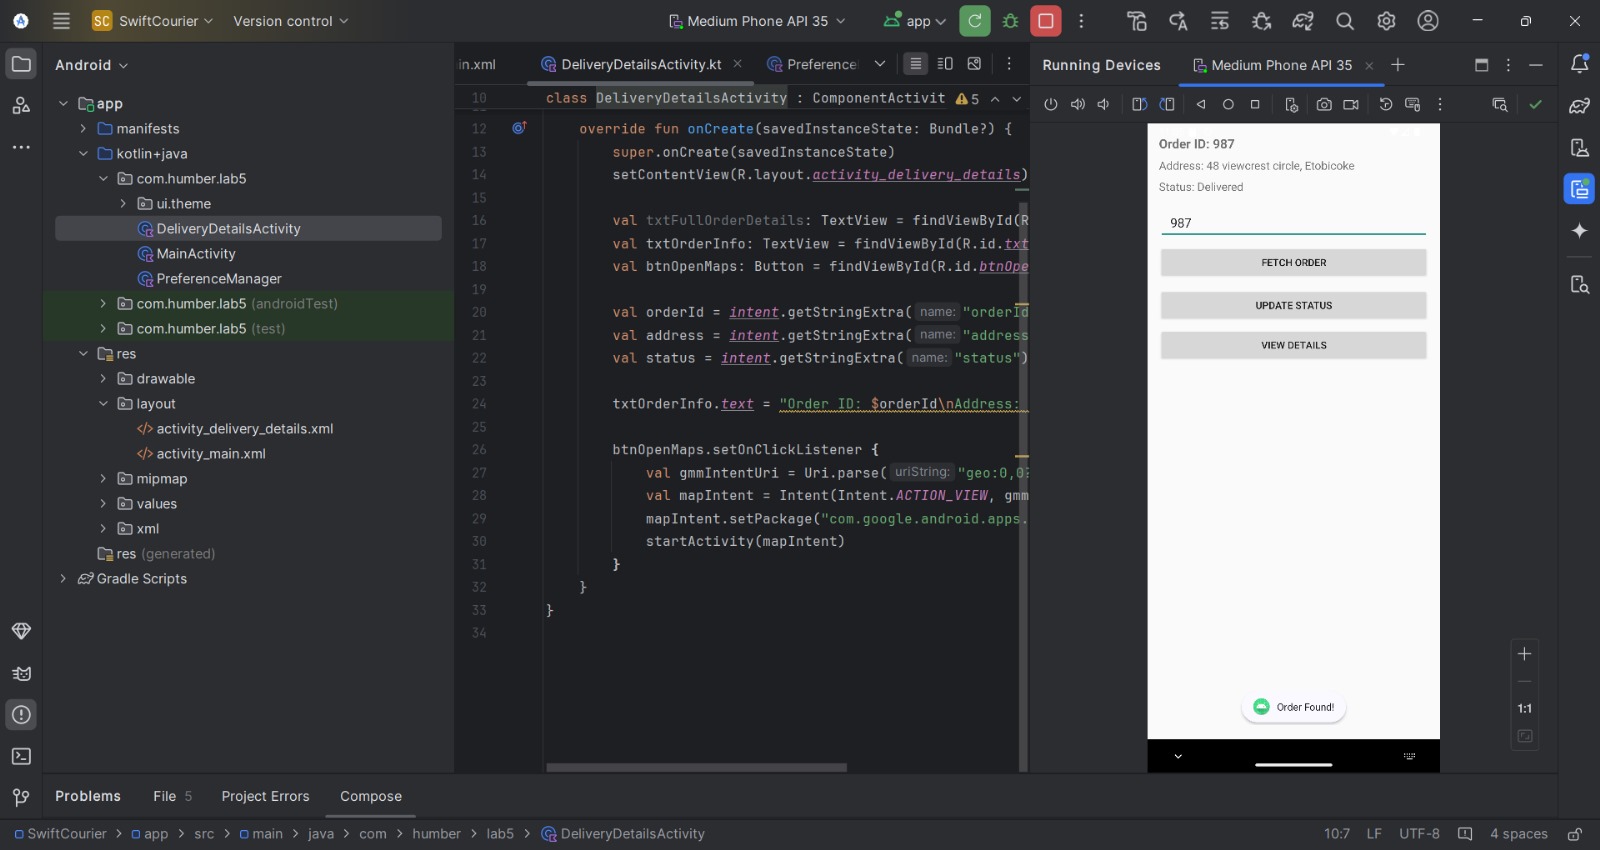 SC SwiftCourier Version control Medium Phone API 35 app
Android
app
manifests
kotlin+java
com.humber.lab5
ui.theme
DeliveryDetailsActivity
MainActivity
PreferenceManager
com.humber.lab5 (androidTest)
com.humber.lab5 (test)
res
drawable
layout
activity_delivery_details.xml
activity_main.xml
mipmap
values
xml
res (generated)
Gradle Scripts
in.xml DeliveryDetailsActivity.kt Preference
10 class DeliveryDetailsActivity : ComponentActivit 5
12 override fun onCreate(savedInstanceState: Bundle?) {
13 super.onCreate(savedInstanceState)
14 setContentView(R.layout.activity_delivery_details)
15
16 val txtFullOrderDetails: TextView = findViewById(R
17 val txtOrderInfo: TextView = findViewById(R.id.txt
18 val btnOpenMaps: Button = findViewById(R.id.btnOpe
19
20 val orderId = intent.getStringExtra( name: "orderId
21 val address = intent.getStringExtra( name: "address
22 val status = intent.getStringExtra( name: "status")
23
24 txtOrderInfo.text = "Order ID: $orderId\nAddress:
25
26 btnOpenMaps.setOnClickListener {
27 val gmmIntentUri = Uri.parse( uriString: "geo:0,0?
28 val mapIntent = Intent(Intent.ACTION_VIEW, gmm
29 mapIntent.setPackage("com.google.android.apps.
30 startActivity(mapIntent)
31 }
32 }
33 }
34
Running Devices Medium Phone API 35
Order ID: 987
Address: 48 viewcrest circle, Etobicoke
Status: Delivered
987
FETCH ORDER
UPDATE STATUS
VIEW DETAILS
Order Found!
1:1
Problems File 5 Project Errors Compose
SwiftCourier > app > src > main > java > com > humber > lab5 > DeliveryDetailsActivity 10:7 LF UTF-8 4 spaces